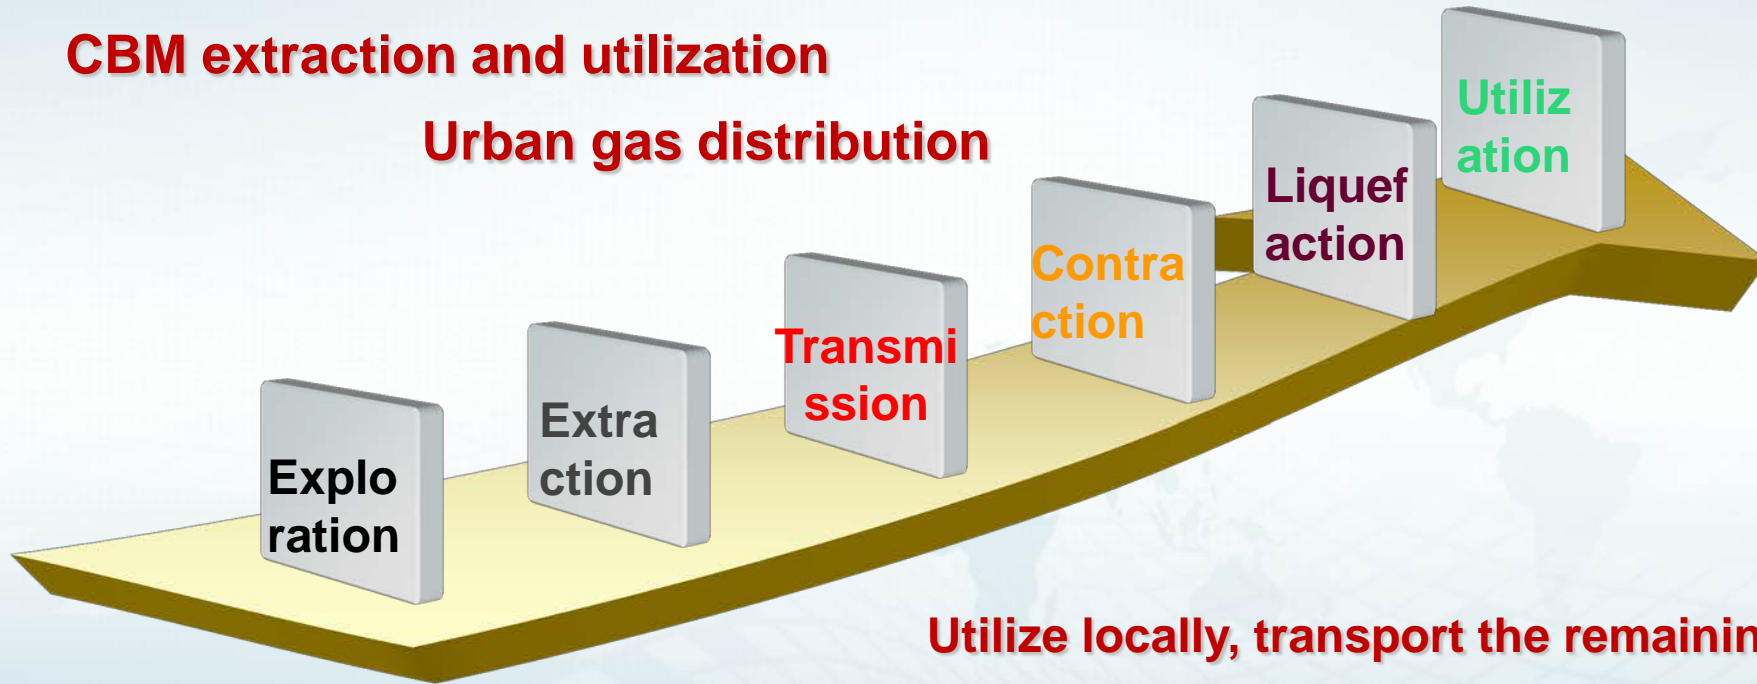 CBM extraction and utilization
Urban gas distribution
Explo
ration
Extra
ction
Transmi
ssion
Contra
ction
Liquef
action
Utiliz
ation
Utilize locally, transport the remainin